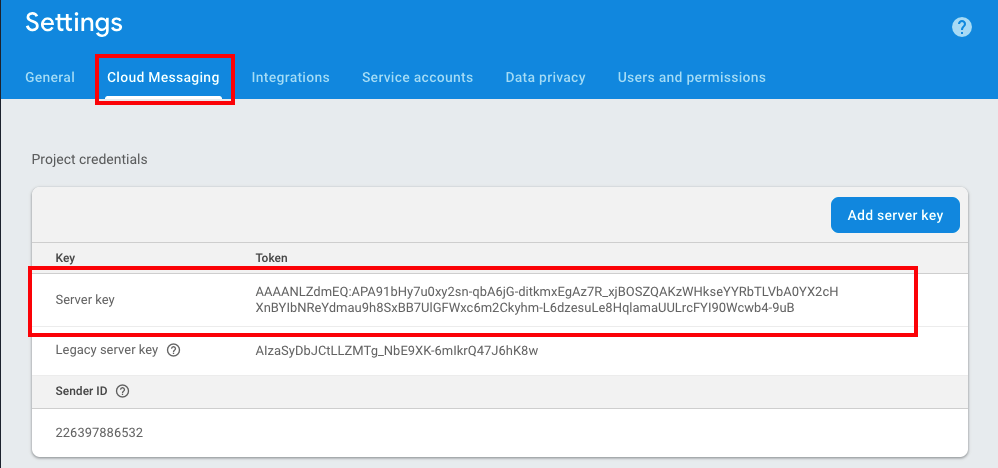 Settings
General Cloud Messaging Integrations Service accounts Data privacy Users and permissions
Project credentials
Add server key
Key Token
Server key
AAAANLZdmEQ:APA91bHy7u0xy2sn-qbA6jG-ditkmxEgAz7R_xjBOSZQAKzWHkseYYRbTLVbA0YX2cH
XnBYIbNReYdmau9h8SxBB7UlGFWxc6m2Ckyhm-L6dzesuLe8HqlamaUULrcFYI90Wcwb4-9uB
Legacy server key ? AIzaSyDbJCtLLZMTg_NbE9XK-6mIkrQ47J6hK8w
Sender ID ?
226397886532